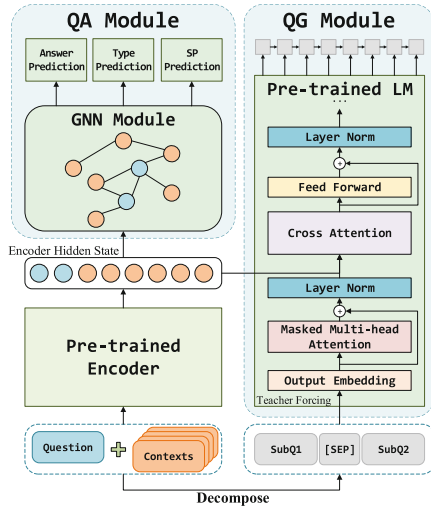 QA Module
Answer
Prediction
Type
Prediction
SP
Prediction
GNN Module
Encoder Hidden State
Pre-trained
Encoder
Question
Contexts
Decompose
QG Module
Pre-trained LM
...
Layer Norm
+
Feed Forward
Cross Attention
Layer Norm
+
Masked Multi-head
Attention
Output Embedding
Teacher Forcing
SubQ1
[SEP]
SubQ2